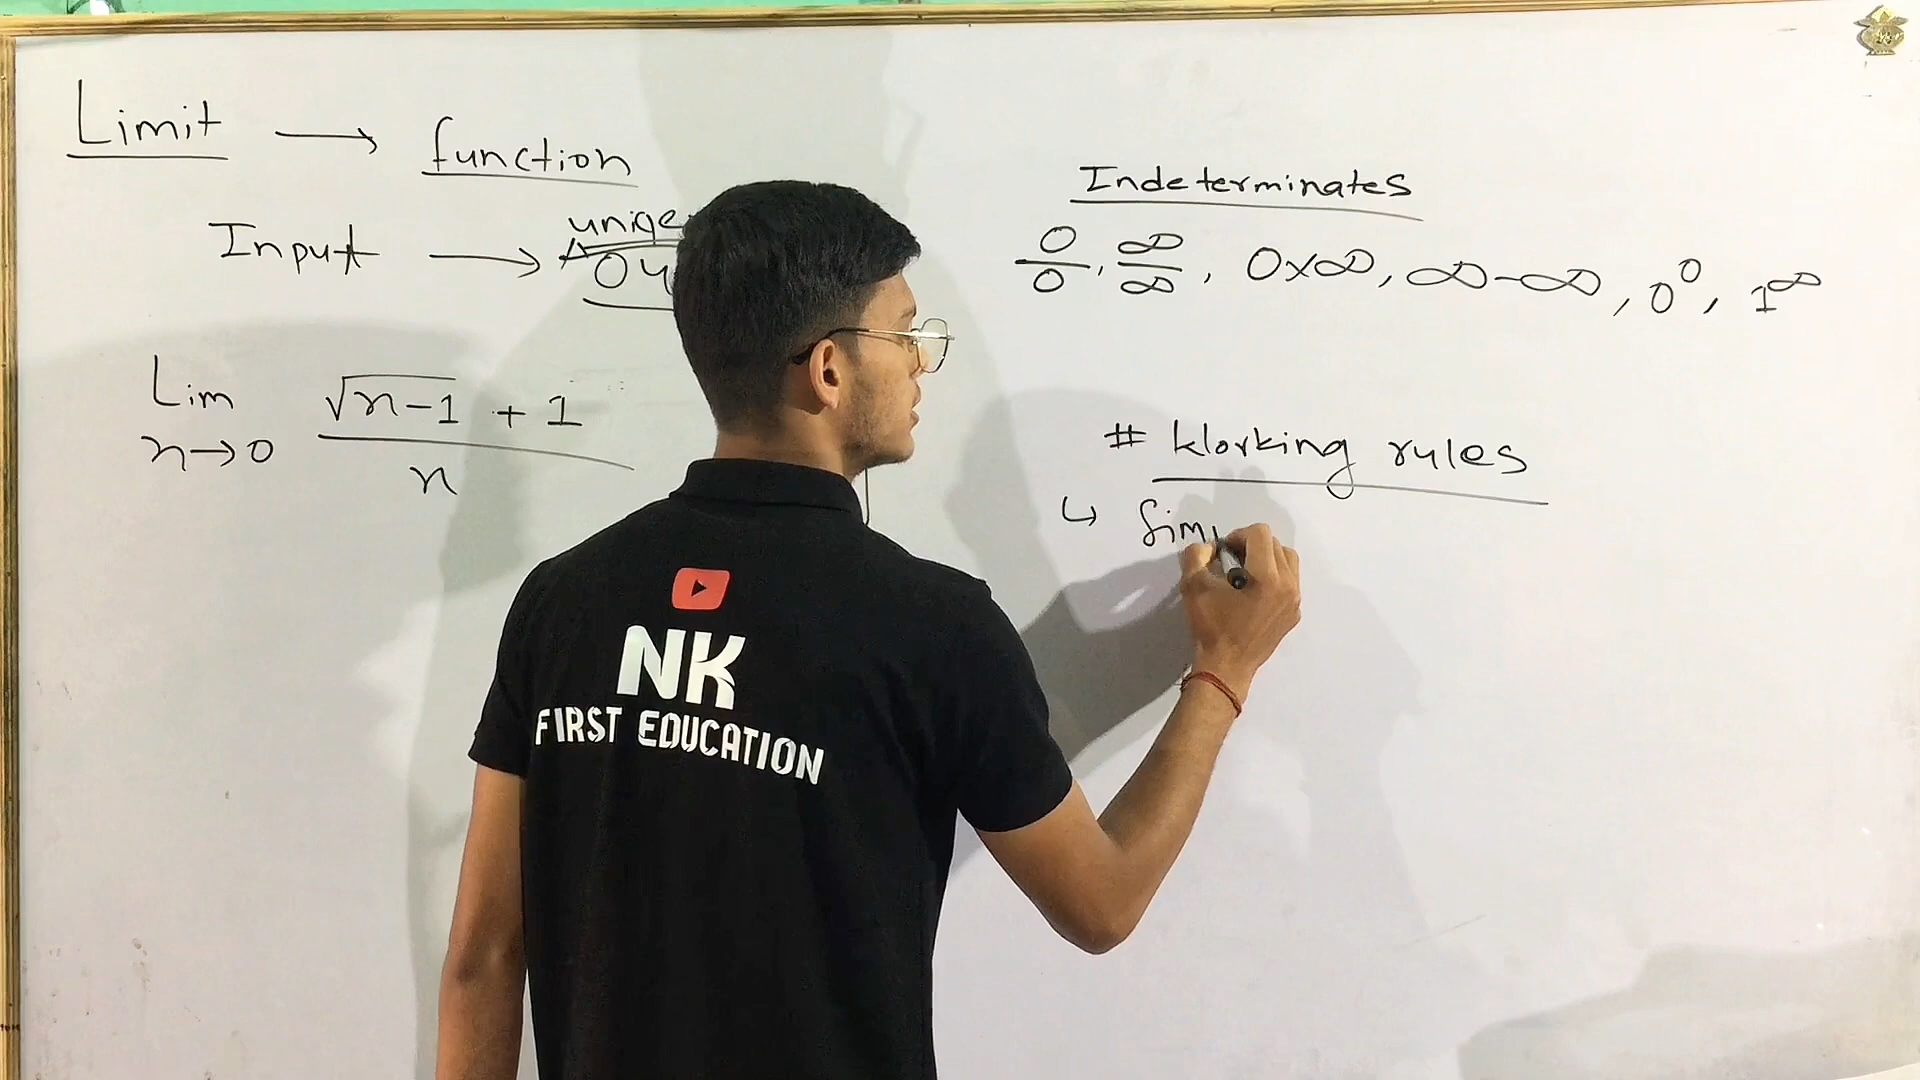 Limit → function
Input → uniqe
Lim n→0 (√n-1 + 1)/n
Indeterminates
0/0, ∞/∞, 0×∞, ∞-∞, 0⁰, 1^∞
# Working rules
↳ Sim
NK
FIRST EDUCATION